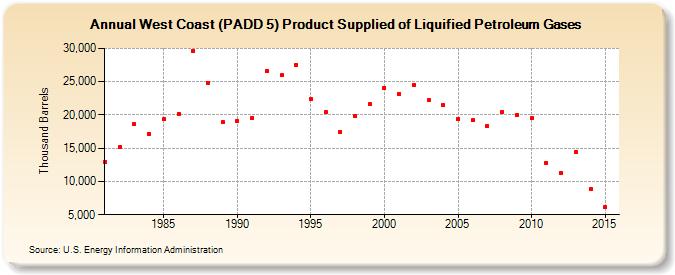 Annual West Coast (PADD 5) Product Supplied of Liquified Petroleum Gases
Thousand Barrels
30,000
25,000
20,000
15,000
10,000
5,000
1985 1990 1995 2000 2005 2010 2015
Source: U.S. Energy Information Administration